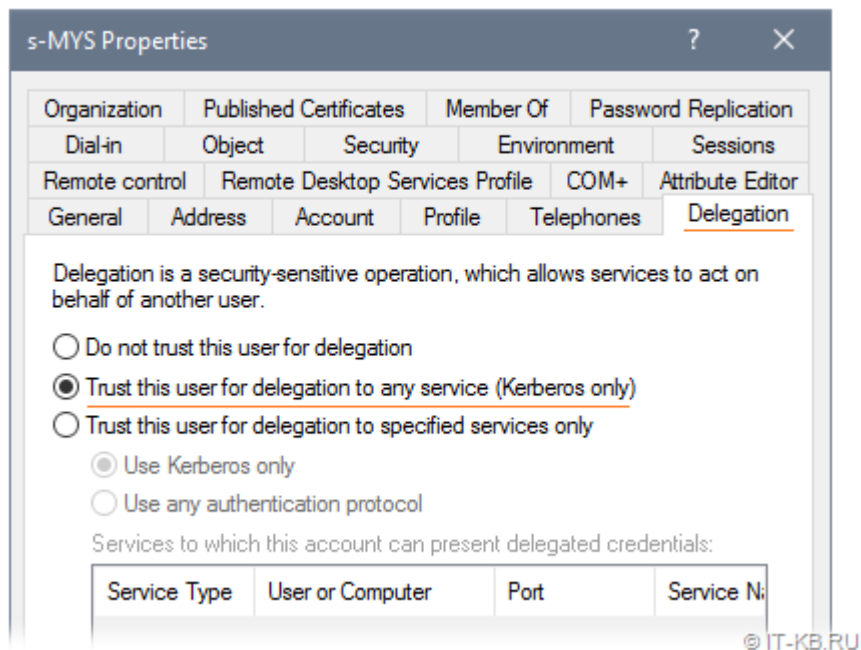 s-MYS Properties ? ×
Organization Published Certificates Member Of Password Replication
Dial-in Object Security Environment Sessions
Remote control Remote Desktop Services Profile COM+ Attribute Editor
General Address Account Profile Telephones Delegation
Delegation is a security-sensitive operation, which allows services to act on
behalf of another user.
Do not trust this user for delegation
Trust this user for delegation to any service (Kerberos only)
Trust this user for delegation to specified services only
Use Kerberos only
Use any authentication protocol
Services to which this account can present delegated credentials:
Service Type User or Computer Port Service
© IT-KB.RU